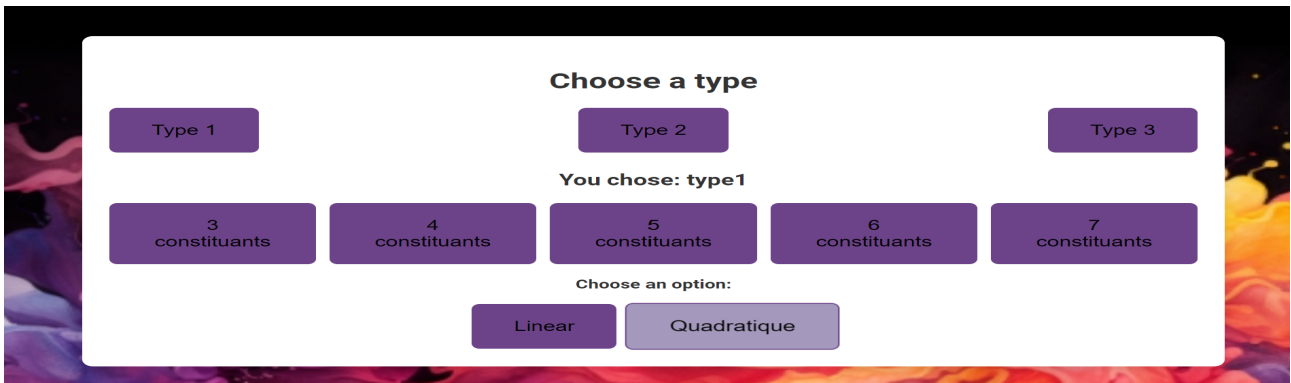 Choose a type
Type 1
Type 2
Type 3
You chose: type1
3
constituants
4
constituants
5
constituants
6
constituants
7
constituants
Choose an option:
Linear
Quadratique